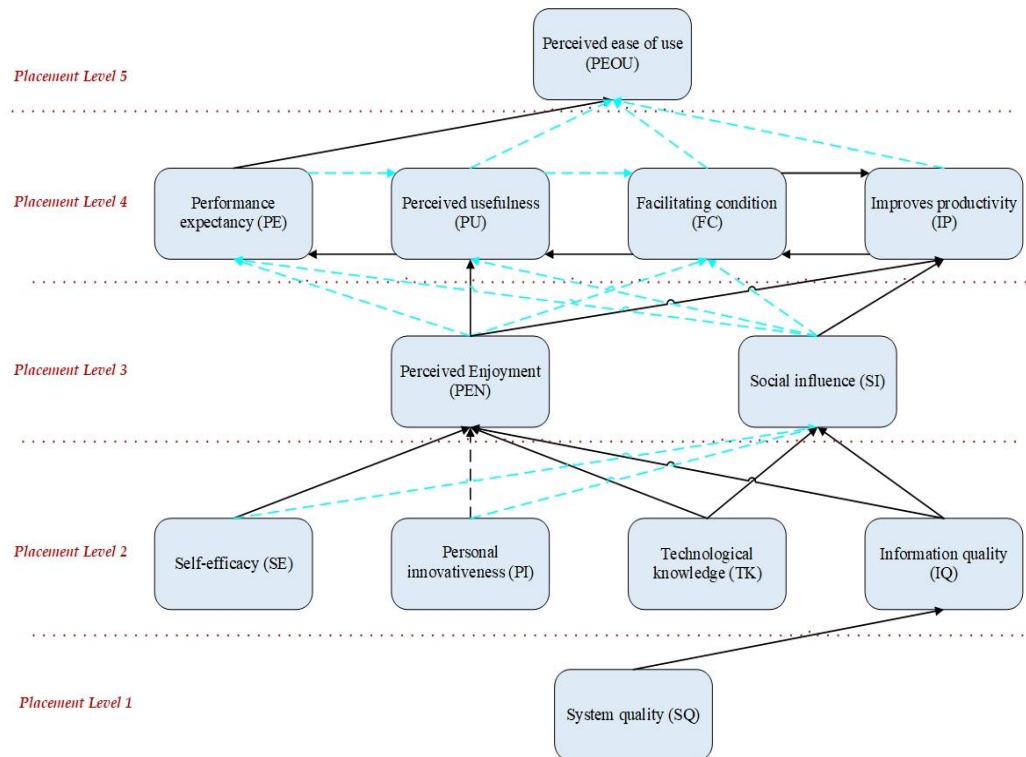 Perceived ease of use
(PEOU)
Placement Level 5
Placement Level 4
Performance
expectancy (PE)
Perceived usefulness
(PU)
Facilitating condition
(FC)
Improves productivity
(IP)
Placement Level 3
Perceived Enjoyment
(PEN)
Social influence (SI)
Placement Level 2
Self-efficacy (SE)
Personal
innovativeness (PI)
Technological
knowledge (TK)
Information quality
(IQ)
Placement Level 1
System quality (SQ)